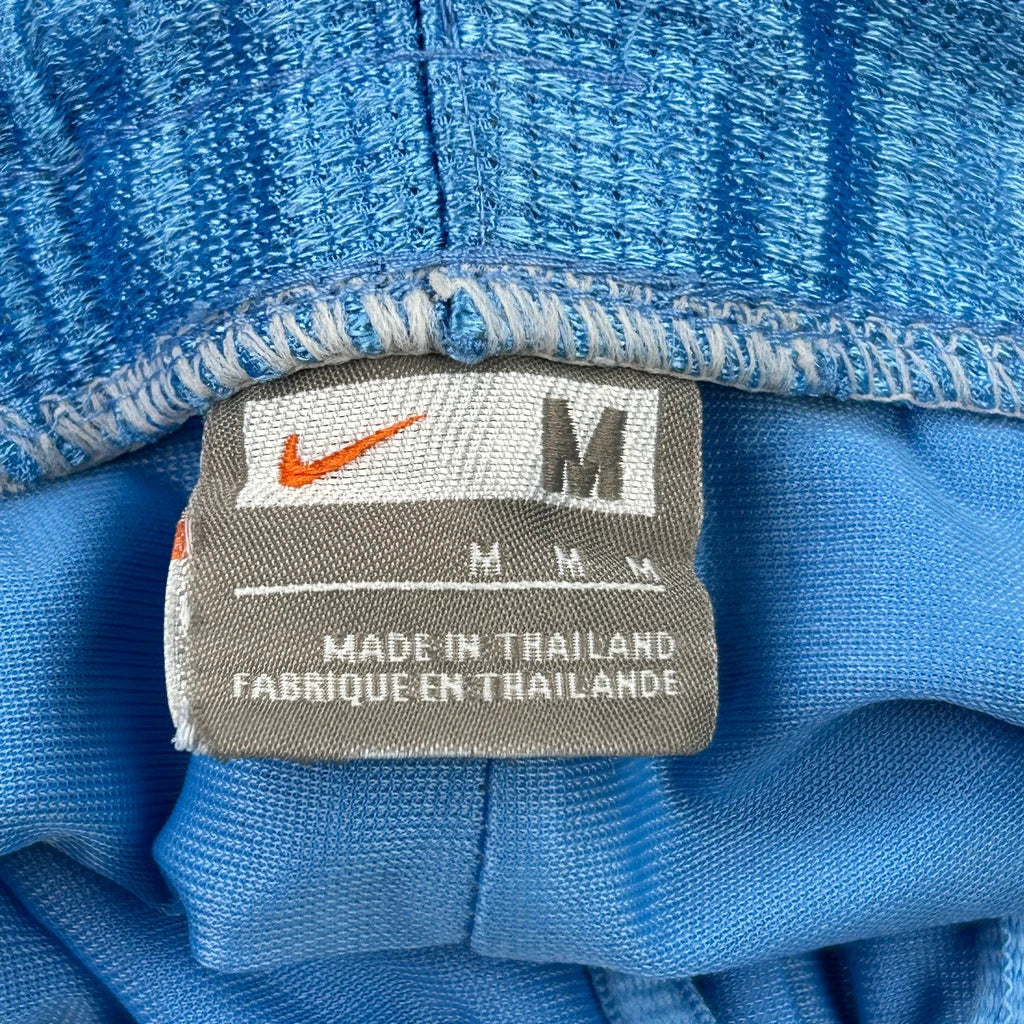 M
M M M
MADE IN THAILAND
FABRIQUE EN THAILANDE